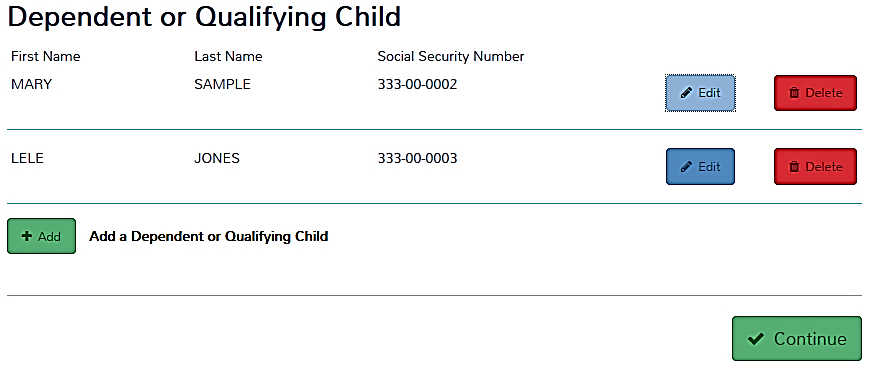 Dependent or Qualifying Child
First Name Last Name Social Security Number
MARY SAMPLE 333-00-0002 Edit Delete
LELE JONES 333-00-0003 Edit Delete
Add Add a Dependent or Qualifying Child
Continue